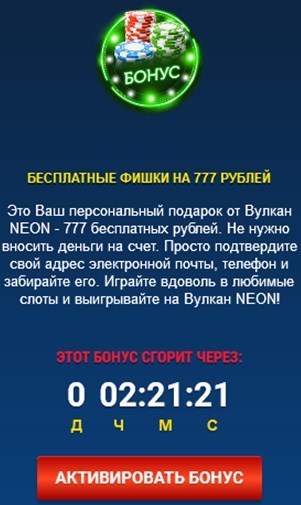 БОНУС
БЕСПЛАТНЫЕ ФИШКИ НА 777 РУБЛЕЙ
Это Ваш персональный подарок от Вулкан
NEON - 777 бесплатных рублей. Не нужно
вносить деньги на счет. Просто подтвердите
свой адрес электронной почты, телефон и
забирайте его. Играйте вдоволь в любимые
слоты и выигрывайте на Вулкан NEON!
ЭТОТ БОНУС СГОРИТ ЧЕРЕЗ:
0 02:21:21
Д Ч М С
АКТИВИРОВАТЬ БОНУС